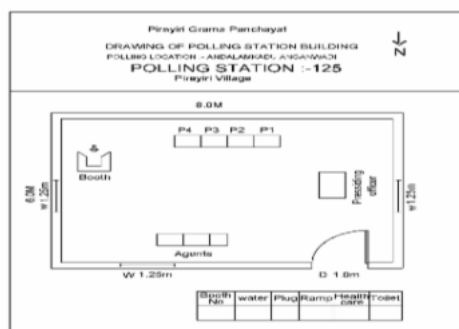 Pirayiri Grama Panchayat
DRAWING OF POLLING STATION BUILDING
POLLING LOCATION :- ANDALAMKADU ANGANWADI
POLLING STATION :-125
Pirayiri Village
N
8.0M
P4 P3 P2 P1
Booth
6.0M
W 1.25m
Presiding officer
W 1.25m
Agents
W 1.25m
D 1.0m
Booth No water Plug Ramp Health care Toilet